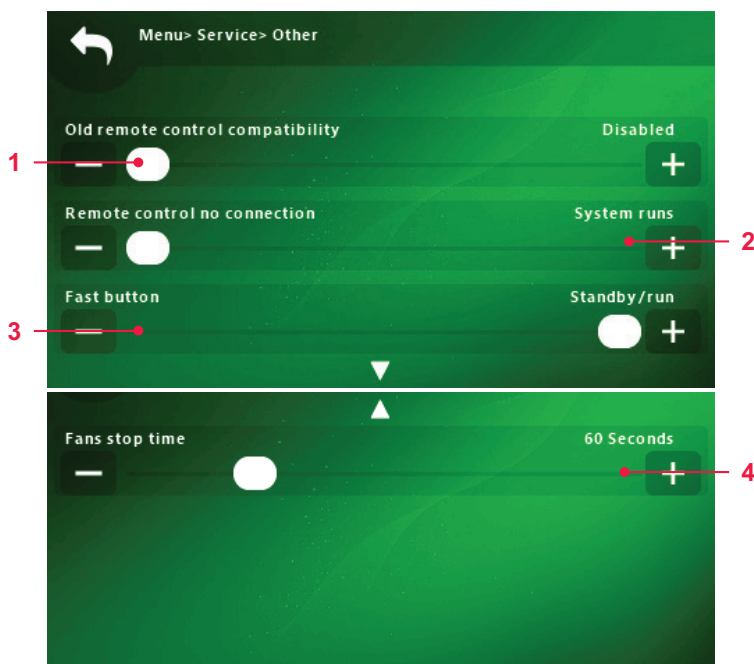 Menu> Service> Other
Old remote control compatibility Disabled
1
Remote control no connection System runs
2
Fast button Standby/run
3
Fans stop time 60 Seconds
4